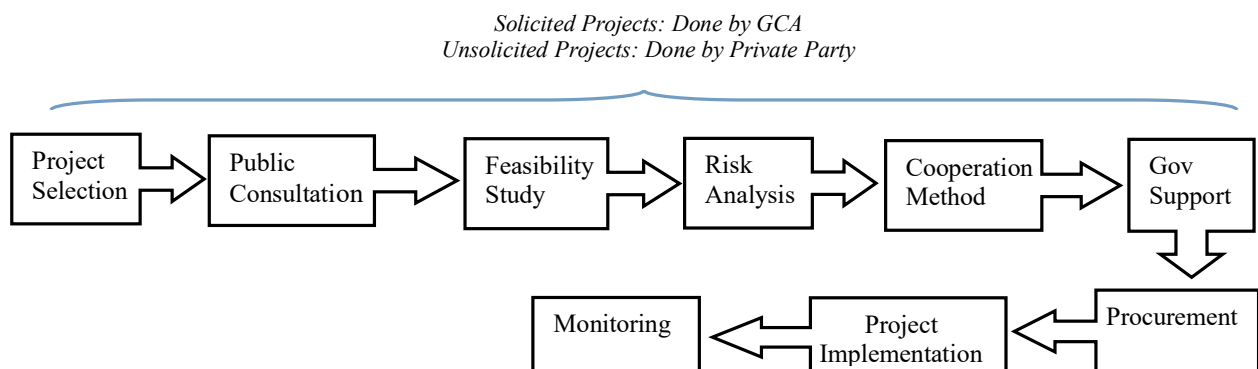 Solicited Projects: Done by GCA
Unsolicited Projects: Done by Private Party
Project
Selection
Public
Consultation
Feasibility
Study
Risk
Analysis
Cooperation
Method
Gov
Support
Procurement
Project
Implementation
Monitoring